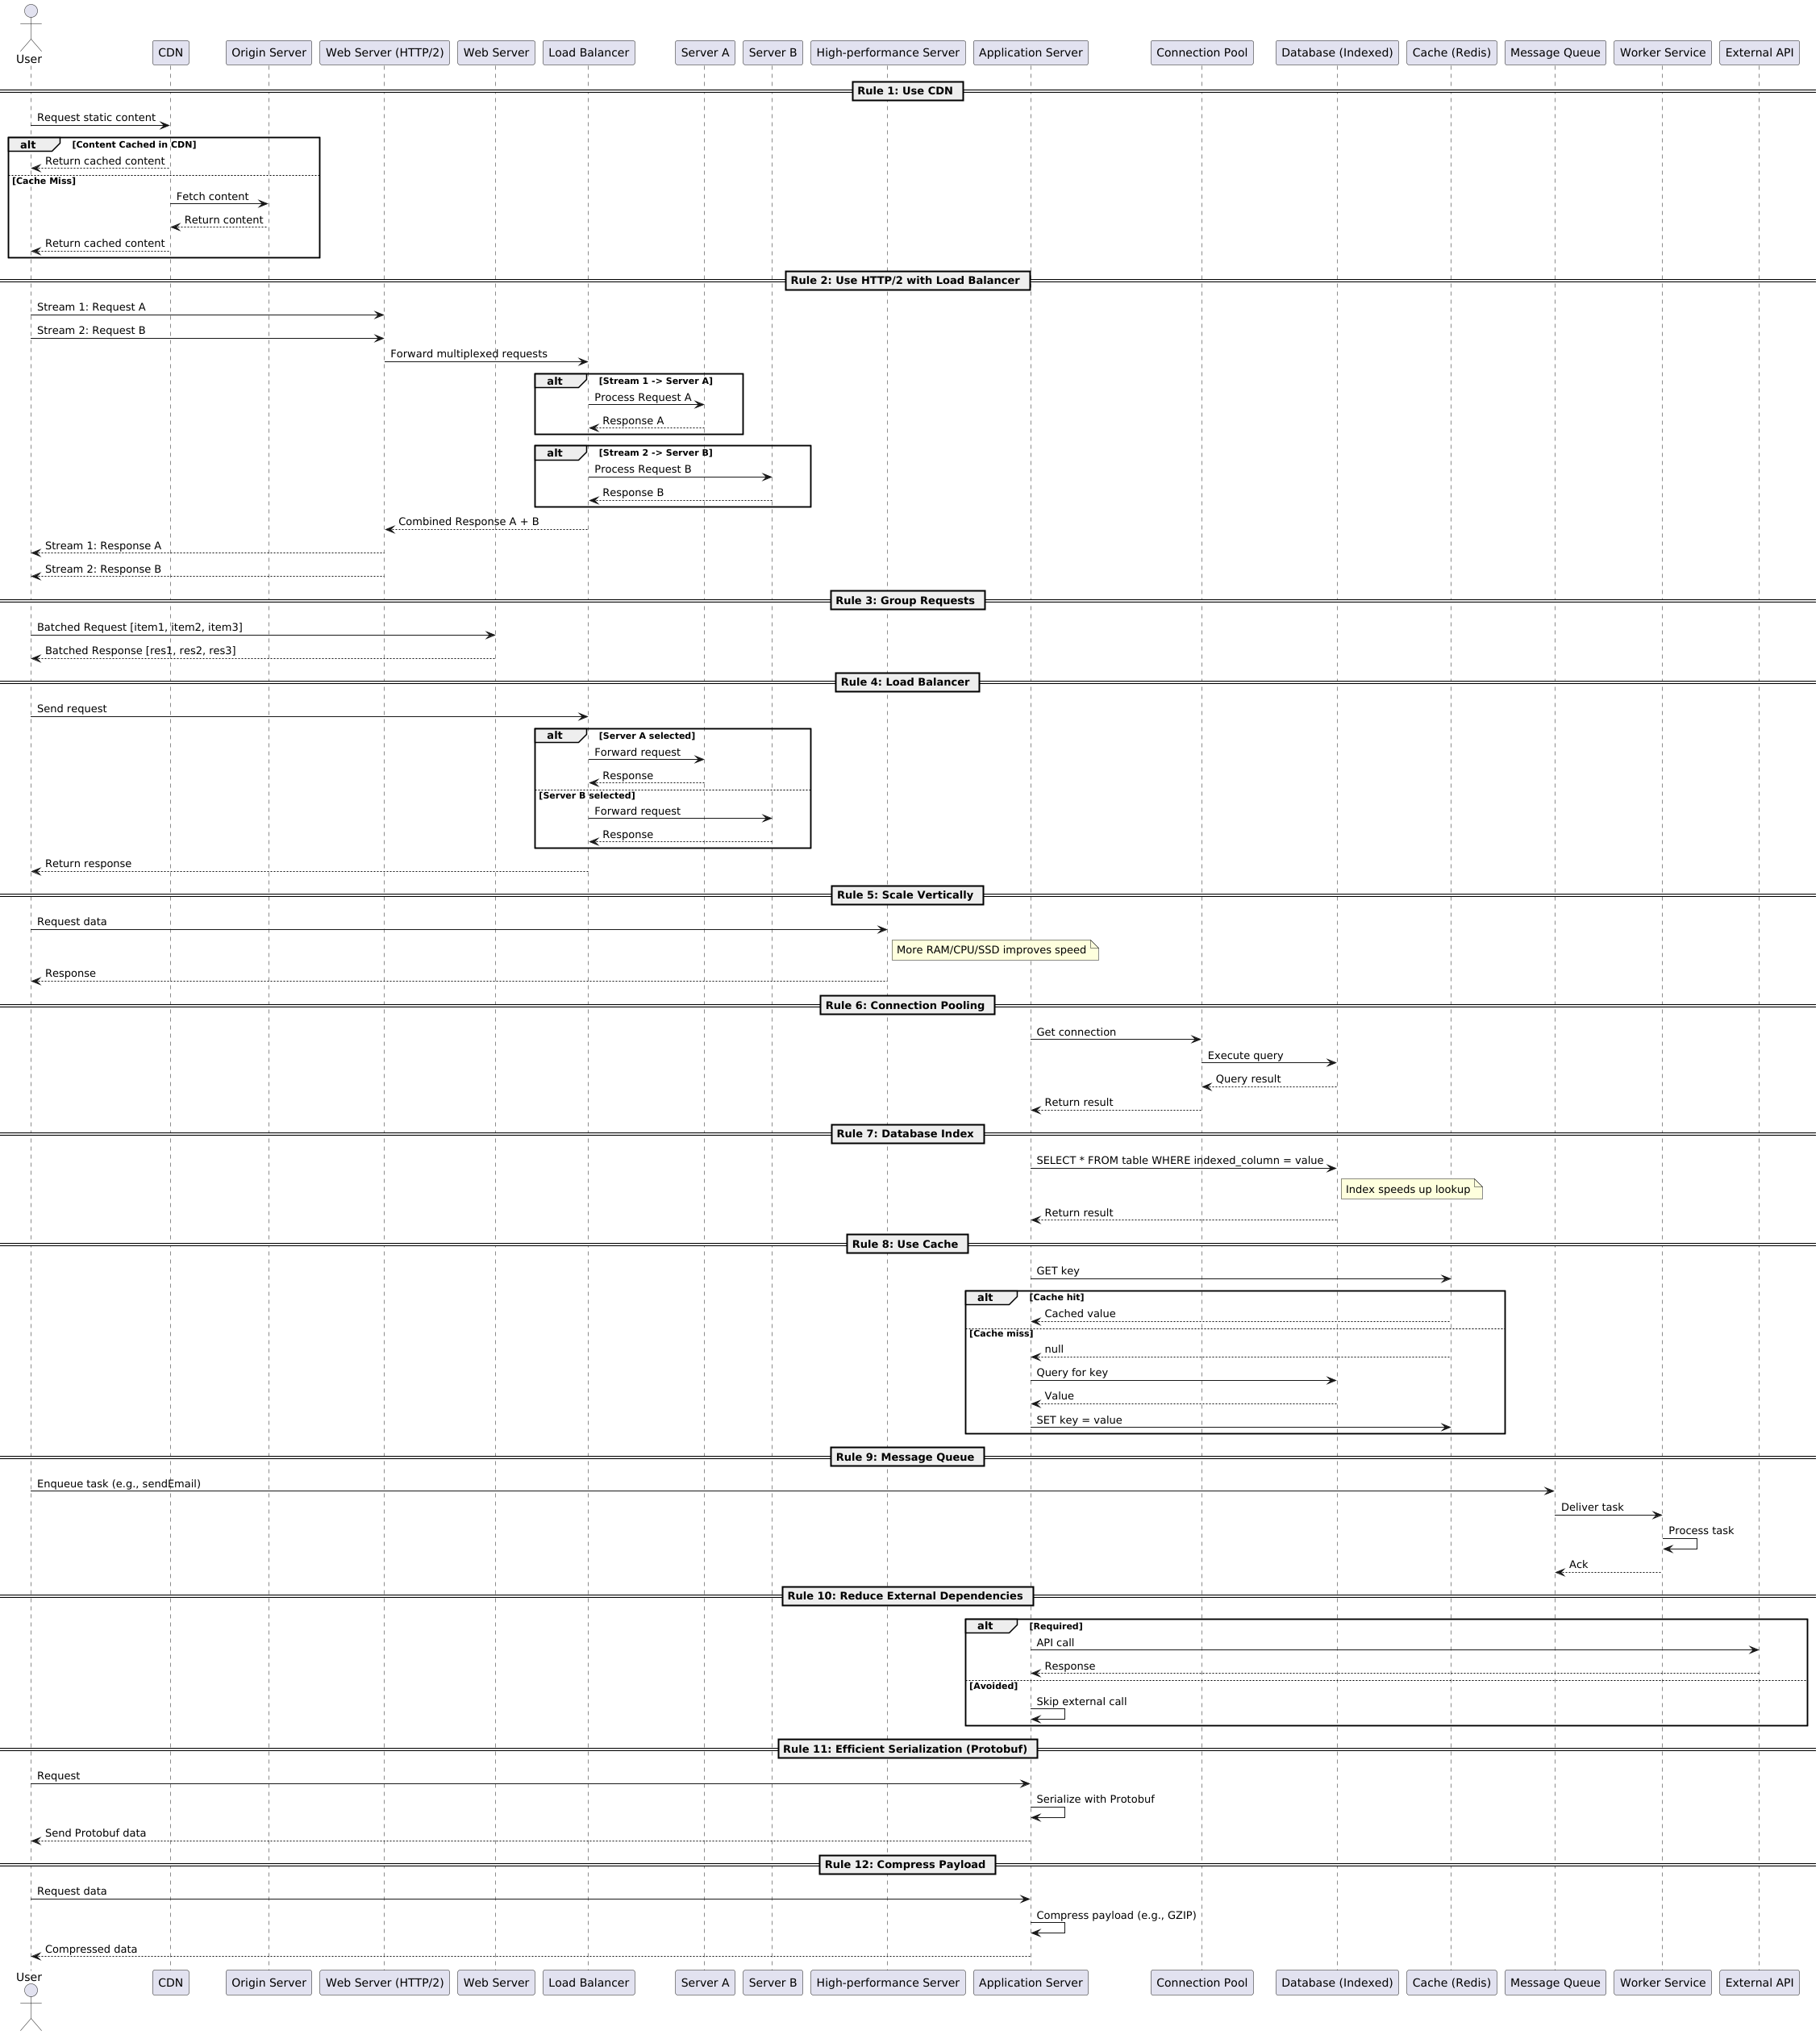 User
CDN
Origin Server
Web Server (HTTP/2)
Web Server
Load Balancer
Server A
Server B
High-performance Server
Application Server
Connection Pool
Database (Indexed)
Cache (Redis)
Message Queue
Worker Service
External API
Rule 1: Use CDN
Request static content
alt [Content Cached in CDN]
Return cached content
[Cache Miss]
Fetch content
Return content
Return cached content
Rule 2: Use HTTP/2 with Load Balancer
Stream 1: Request A
Stream 2: Request B
Forward multiplexed requests
alt [Stream 1 -> Server A]
Process Request A
Response A
alt [Stream 2 -> Server B]
Process Request B
Response B
Combined Response A + B
Stream 1: Response A
Stream 2: Response B
Rule 3: Group Requests
Batched Request [item1, item2, item3]
Batched Response [res1, res2, res3]
Rule 4: Load Balancer
Send request
alt [Server A selected]
Forward request
Response
[Server B selected]
Forward request
Response
Return response
Rule 5: Scale Vertically
Request data
More RAM/CPU/SSD improves speed
Response
Rule 6: Connection Pooling
Get connection
Execute query
Query result
Return result
Rule 7: Database Index
SELECT * FROM table WHERE indexed_column = value
Index speeds up lookup
Return result
Rule 8: Use Cache
GET key
alt [Cache hit]
Cached value
[Cache miss]
null
Query for key
Value
SET key = value
Rule 9: Message Queue
Enqueue task (e.g., sendEmail)
Deliver task
Process task
Ack
Rule 10: Reduce External Dependencies
alt [Required]
API call
Response
[Avoided]
Skip external call
Rule 11: Efficient Serialization (Protobuf)
Request
Serialize with Protobuf
Send Protobuf data
Rule 12: Compress Payload
Request data
Compress payload (e.g., GZIP)
Compressed data
User
CDN
Origin Server
Web Server (HTTP/2)
Web Server
Load Balancer
Server A
Server B
High-performance Server
Application Server
Connection Pool
Database (Indexed)
Cache (Redis)
Message Queue
Worker Service
External API